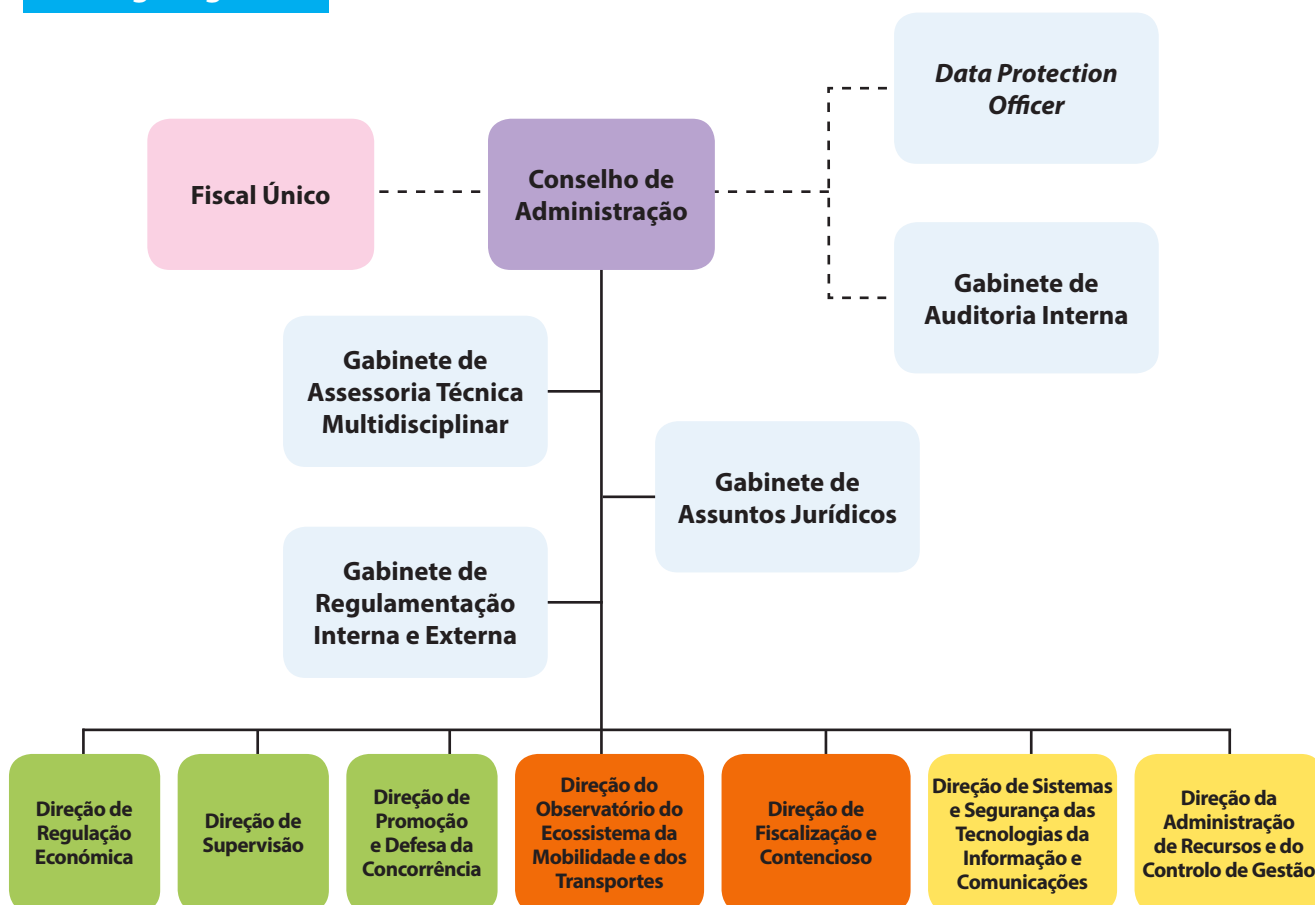 Data Protection
Officer
Fiscal Único
Conselho de
Administração
Gabinete de
Auditoria Interna
Gabinete de
Assessoria Técnica
Multidisciplinar
Gabinete de
Assuntos Jurídicos
Gabinete de
Regulamentação
Interna e Externa
Direção de
Regulação
Económica
Direção de
Supervisão
Direção de
Promoção
e Defesa da
Concorrência
Direção do
Observatório do
Ecossistema da
Mobilidade e dos
Transportes
Direção de
Fiscalização e
Contencioso
Direção de Sistemas
e Segurança das
Tecnologias da
Informação e
Comunicações
Direção da
Administração
de Recursos e do
Controlo de Gestão